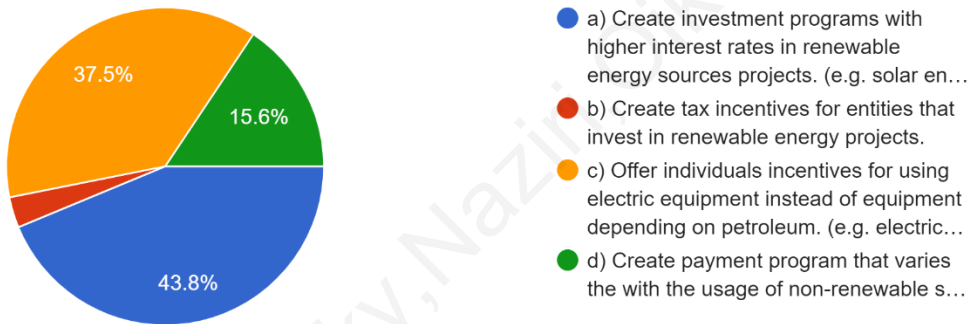 37.5%
15.6%
43.8%
a) Create investment programs with
higher interest rates in renewable
energy sources projects. (e.g. solar en...
b) Create tax incentives for entities that
invest in renewable energy projects.
c) Offer individuals incentives for using
electric equipment instead of equipment
depending on petroleum. (e.g. electric...
d) Create payment program that varies
the with the usage of non-renewable s...